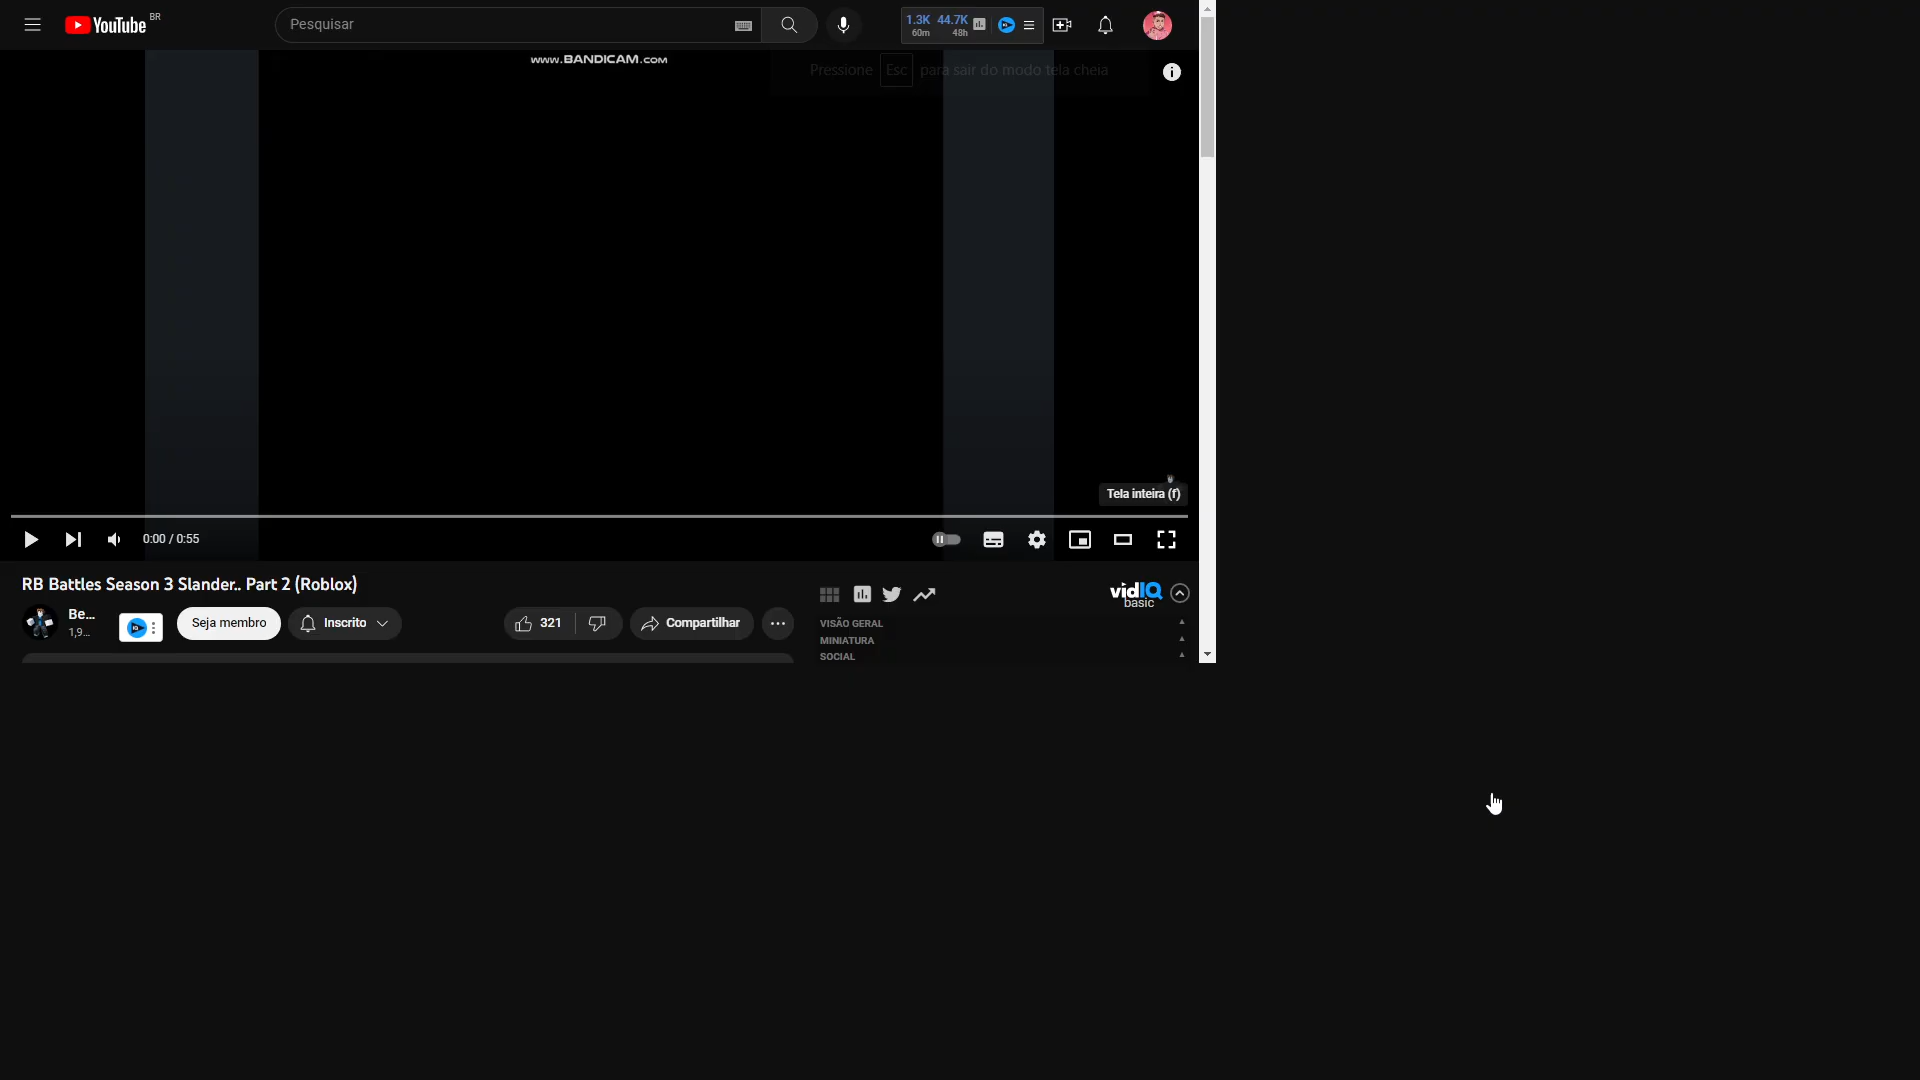 YouTube BR
Pesquisar
1.3K 44.7K
60m 48h
www.BANDICAM.com
Pressione Esc para sair do modo tela cheia
Tela inteira (f)
0:00 / 0:55
RB Battles Season 3 Slander.. Part 2 (Roblox)
Be...
1,9...
Seja membro
Inscrito
321
Compartilhar
vidIQ
basic
VISÃO GERAL
MINIATURA
SOCIAL